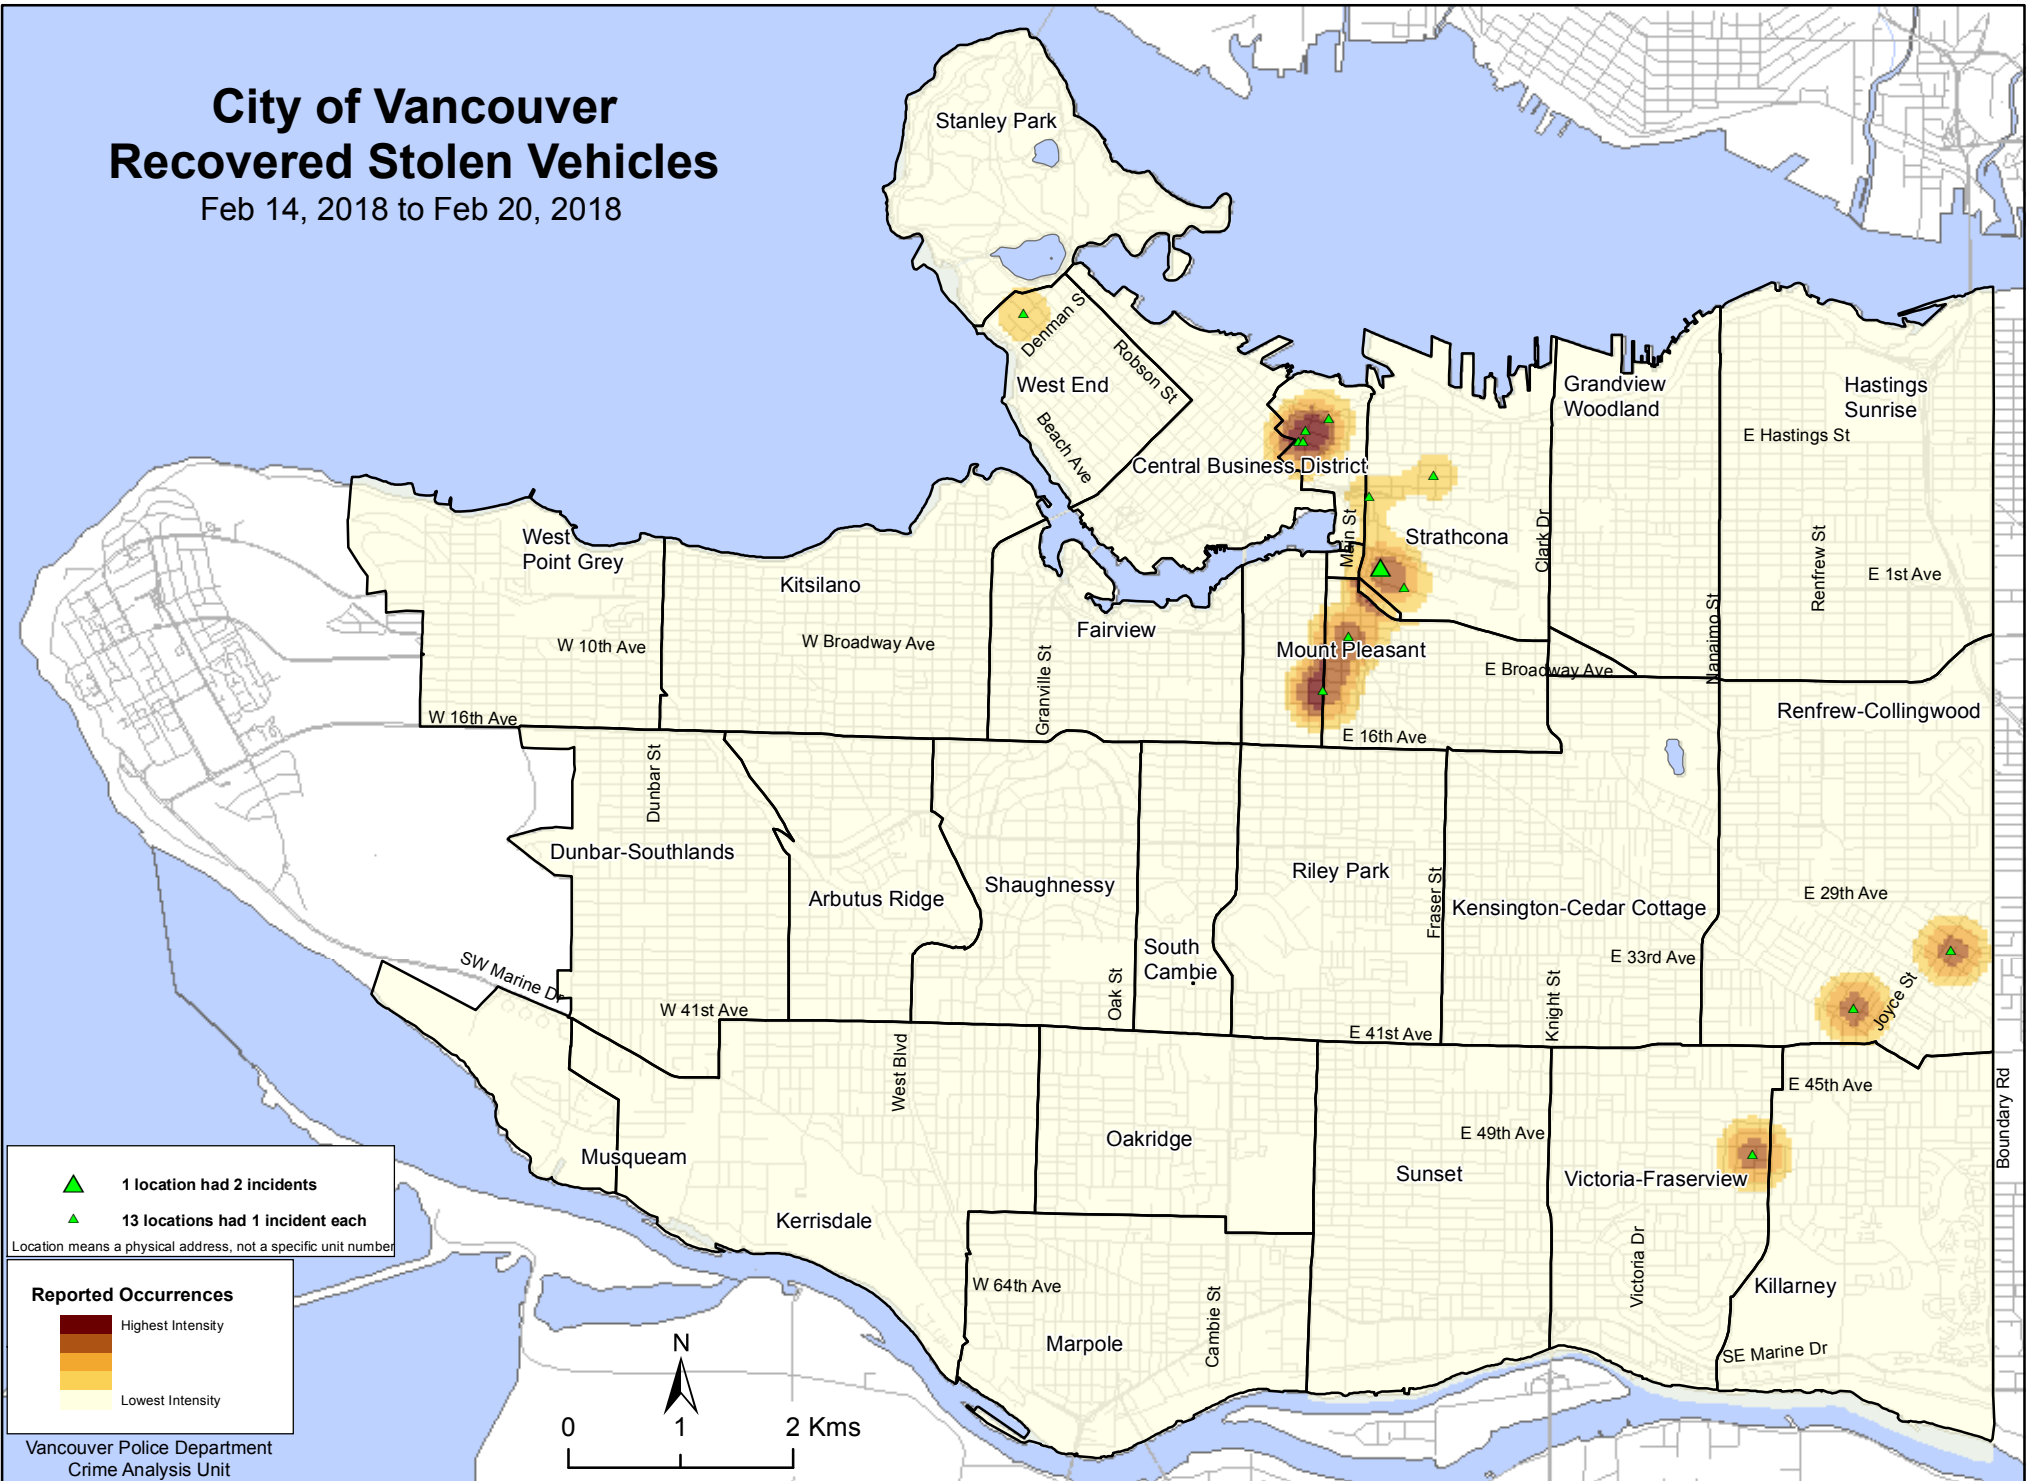 City of Vancouver
Recovered Stolen Vehicles
Feb 14, 2018 to Feb 20, 2018
Stanley Park
Denman S
Robson St
West End
Beach Ave
Central Business District
Grandview
Woodland
Hastings
Sunrise
E Hastings St
West
Point Grey
Kitsilano
Main St
Strathcona
Clark Dr
Renfrew St
E 1st Ave
Nanaimo St
W 10th Ave
W Broadway Ave
Fairview
Granville St
Mount Pleasant
E Broadway Ave
W 16th Ave
E 16th Ave
Renfrew-Collingwood
Dunbar St
Dunbar-Southlands
Arbutus Ridge
Shaughnessy
Riley Park
Fraser St
Kensington-Cedar Cottage
E 29th Ave
South
Cambie
E 33rd Ave
SW Marine Dr
W 41st Ave
Oak St
E 41st Ave
Knight St
Joyce St
West Blvd
E 45th Ave
Boundary Rd
Musqueam
Oakridge
E 49th Ave
Sunset
Victoria-Fraserview
Kerrisdale
Victoria Dr
W 64th Ave
Cambie St
Killarney
Marpole
SE Marine Dr
1 location had 2 incidents
13 locations had 1 incident each
Location means a physical address, not a specific unit number
Reported Occurrences
Highest Intensity
Lowest Intensity
Vancouver Police Department
Crime Analysis Unit
N
0 1 2 Kms